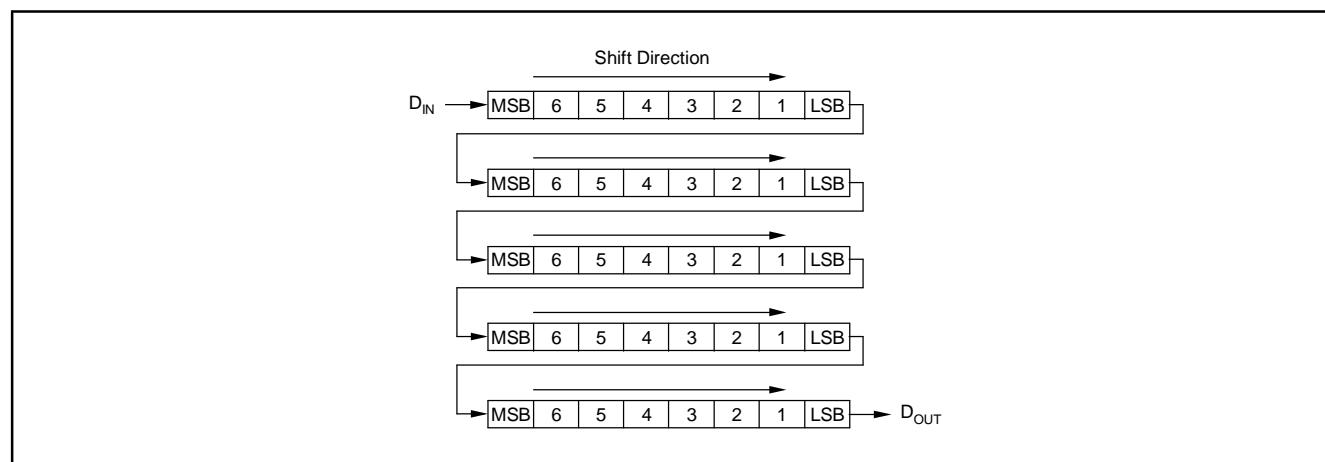 Shift Direction
D_IN MSB 6 5 4 3 2 1 LSB
MSB 6 5 4 3 2 1 LSB
MSB 6 5 4 3 2 1 LSB
MSB 6 5 4 3 2 1 LSB
MSB 6 5 4 3 2 1 LSB D_OUT